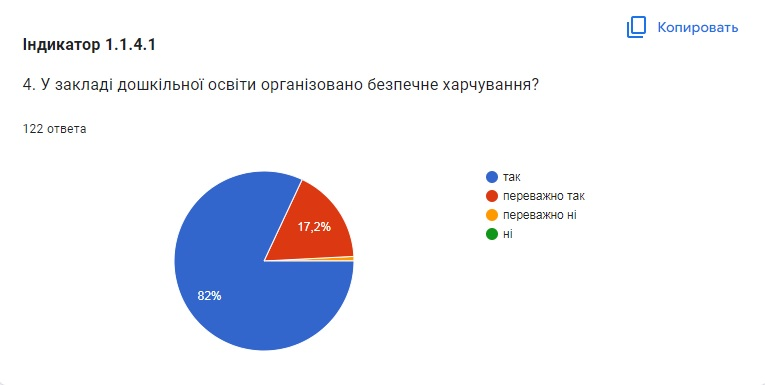 Копировать
Індикатор 1.1.4.1
4. У закладі дошкільної освіти організовано безпечне харчування?
122 ответа
так
переважно так
переважно ні
ні
17,2%
82%